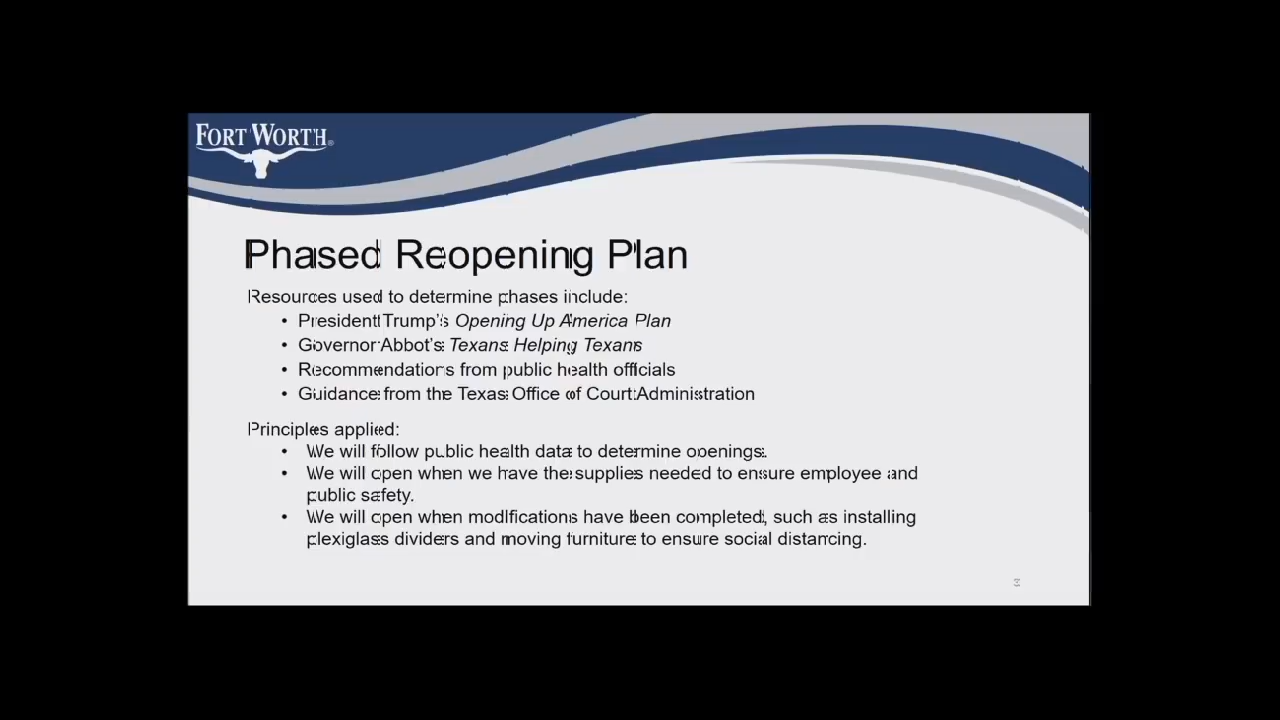 FORT WORTH®
Phased Reopening Plan
Resources used to determine phases include:
• President Trump's Opening Up America Plan
• Governor Abbot's Texans Helping Texans
• Recommendations from public health officials
• Guidance from the Texas Office of Court Administration
Principles applied:
• We will follow public health data to determine openings.
• We will open when we have the supplies needed to ensure employee and
public safety.
• We will open when modifications have been completed, such as installing
plexiglass dividers and moving furniture to ensure social distancing.